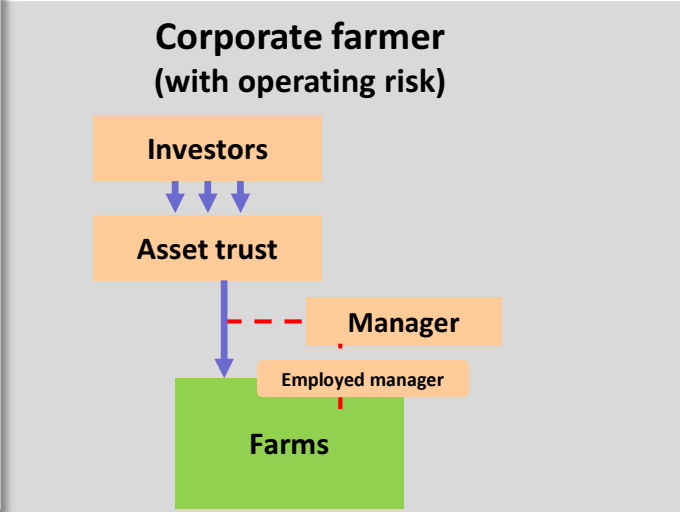 Corporate farmer
(with operating risk)
Investors
Asset trust
Manager
Employed manager
Farms